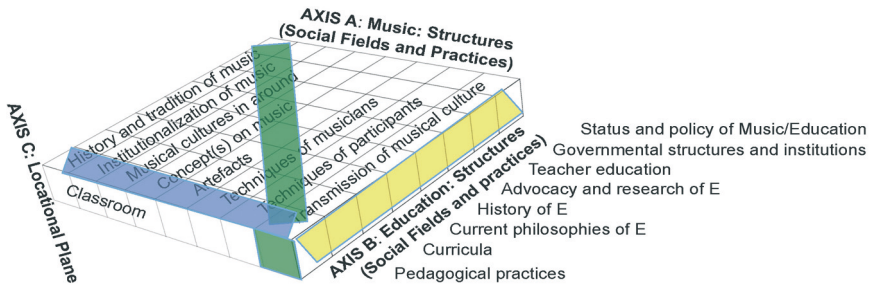 AXIS A: Music: Structures
(Social Fields and Practices)
History and tradition of music
Institutionalization of music
Musical cultures in around
Concept(s) on music
Artefacts
Techniques of musicians
Techniques of participants
Transmission of musical culture
AXIS C: Locational Plane
Classroom
AXIS B: Education: Structures
(Social Fields and practices)
Status and policy of Music/Education
Governmental structures and institutions
Teacher education
Advocacy and research of E
History of E
Current philosophies of E
Curricula
Pedagogical practices